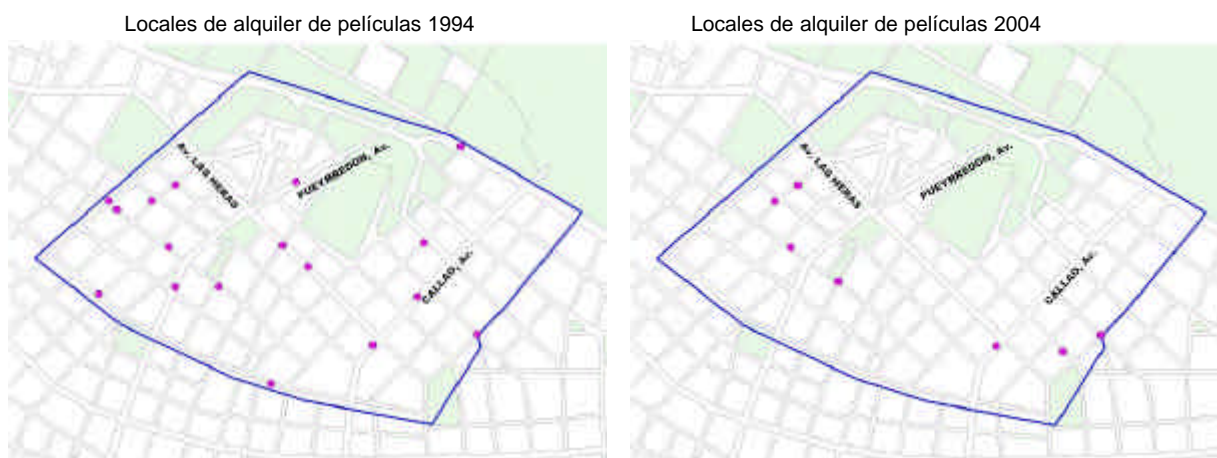 Locales de alquiler de películas 1994
Locales de alquiler de películas 2004
Av. LAS HERAS
PUEYRREDON, Av.
CALLAO, Av.
Av. LAS HERAS
PUEYRREDON, Av.
CALLAO, Av.